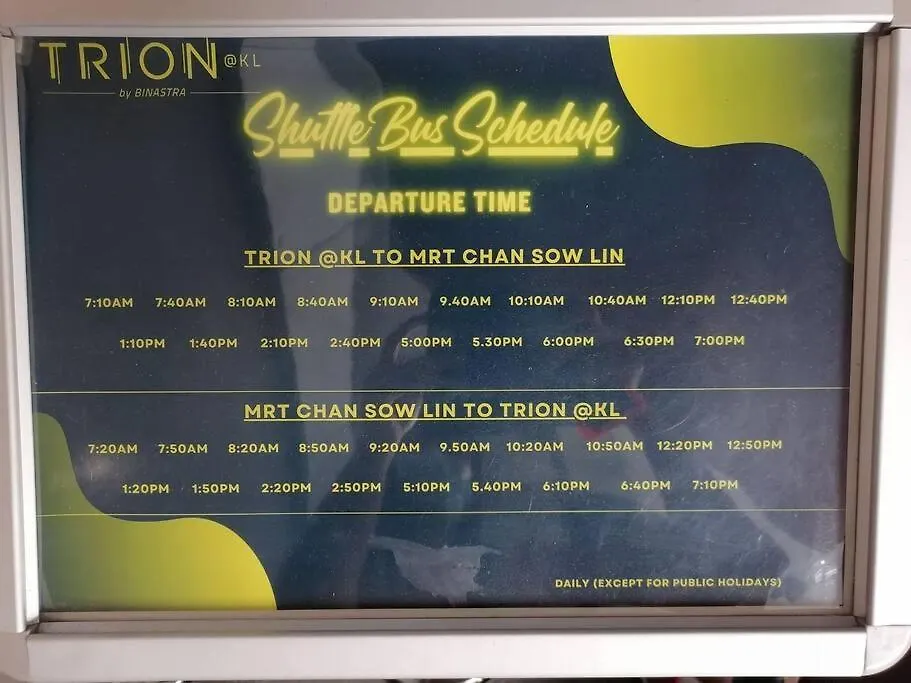 TRION @KL
by BINASTRA
Shuttle Bus Schedule
DEPARTURE TIME
TRION @KL TO MRT CHAN SOW LIN
7:10AM 7:40AM 8:10AM 8:40AM 9:10AM 9.40AM 10:10AM 10:40AM 12:10PM 12:40PM
1:10PM 1:40PM 2:10PM 2:40PM 5:00PM 5.30PM 6:00PM 6:30PM 7:00PM
MRT CHAN SOW LIN TO TRION @KL
7:20AM 7:50AM 8:20AM 8:50AM 9:20AM 9.50AM 10:20AM 10:50AM 12:20PM 12:50PM
1:20PM 1:50PM 2:20PM 2:50PM 5:10PM 5.40PM 6:10PM 6:40PM 7:10PM
DAILY (EXCEPT FOR PUBLIC HOLIDAYS)